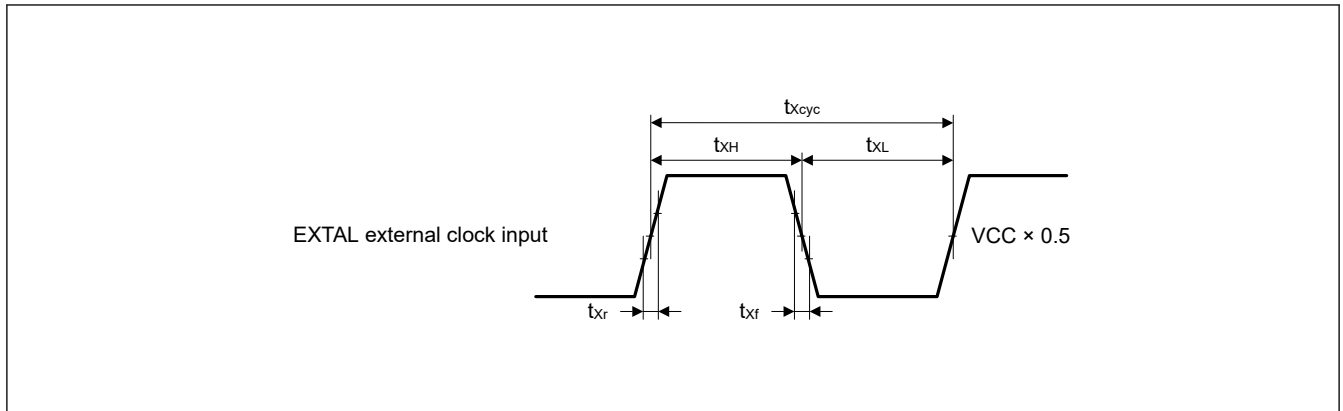 tXcyc
tXH
tXL
EXTAL external clock input
VCC × 0.5
tXr
tXf